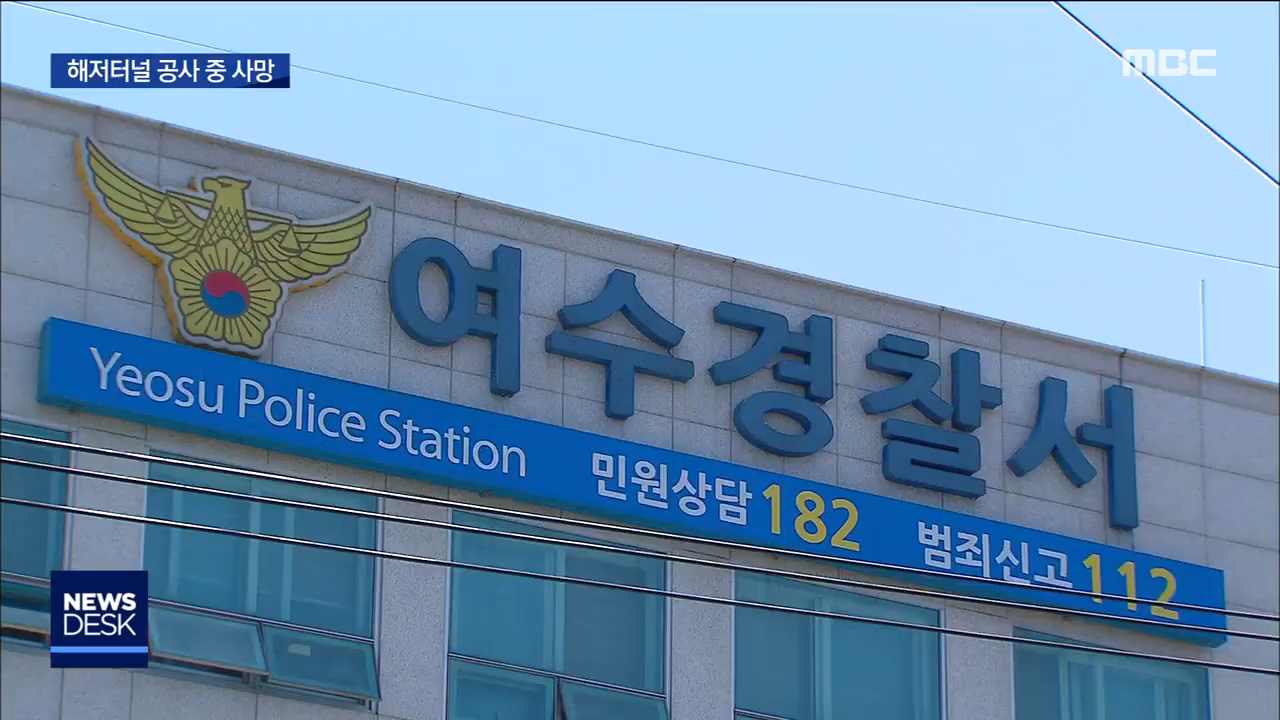 해저터널 공사 중 사망
MBC
여수경찰서
Yeosu Police Station 민원상담 182 범죄신고 112
NEWS
DESK